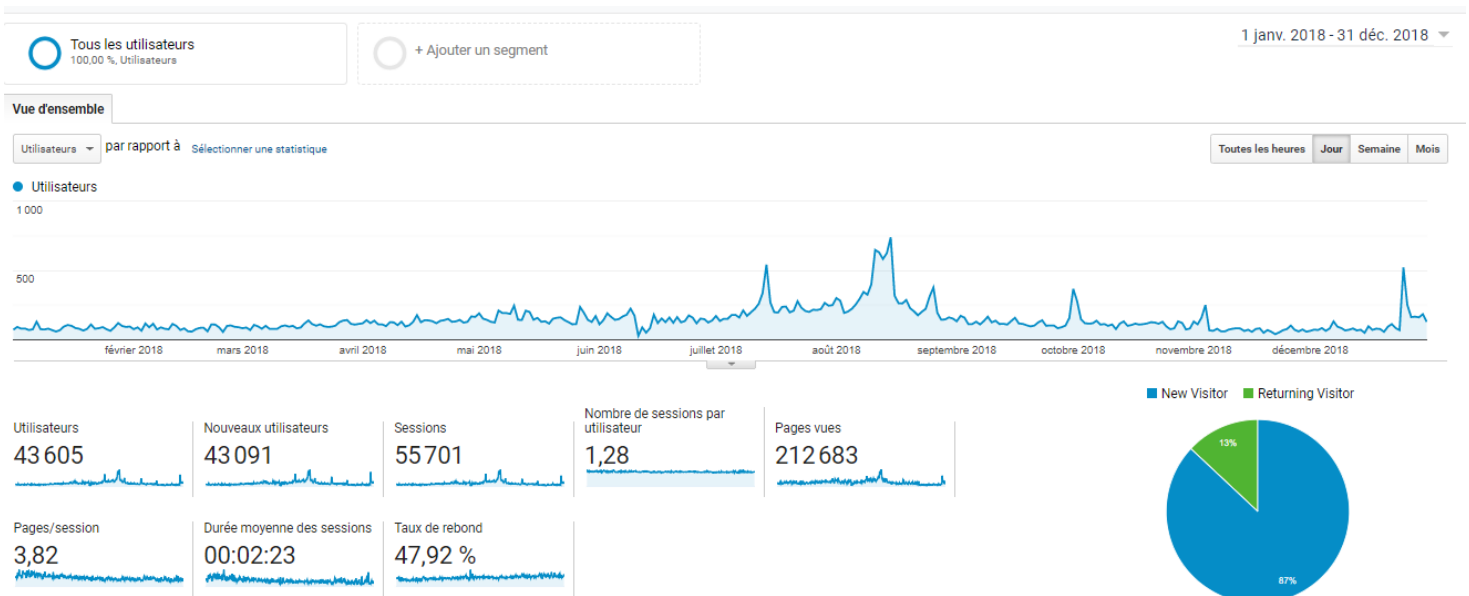 Tous les utilisateurs
100,00 %, Utilisateurs
+ Ajouter un segment
1 janv. 2018 - 31 déc. 2018
Vue d'ensemble
Utilisateurs par rapport à Sélectionner une statistique
Toutes les heures Jour Semaine Mois
Utilisateurs
1 000
500
février 2018 mars 2018 avril 2018 mai 2018 juin 2018 juillet 2018 août 2018 septembre 2018 octobre 2018 novembre 2018 décembre 2018
New Visitor Returning Visitor
Utilisateurs
43 605
Nouveaux utilisateurs
43 091
Sessions
55 701
Nombre de sessions par
utilisateur
1,28
Pages vues
212 683
Pages/session
3,82
Durée moyenne des sessions
00:02:23
Taux de rebond
47,92 %
13%
87%